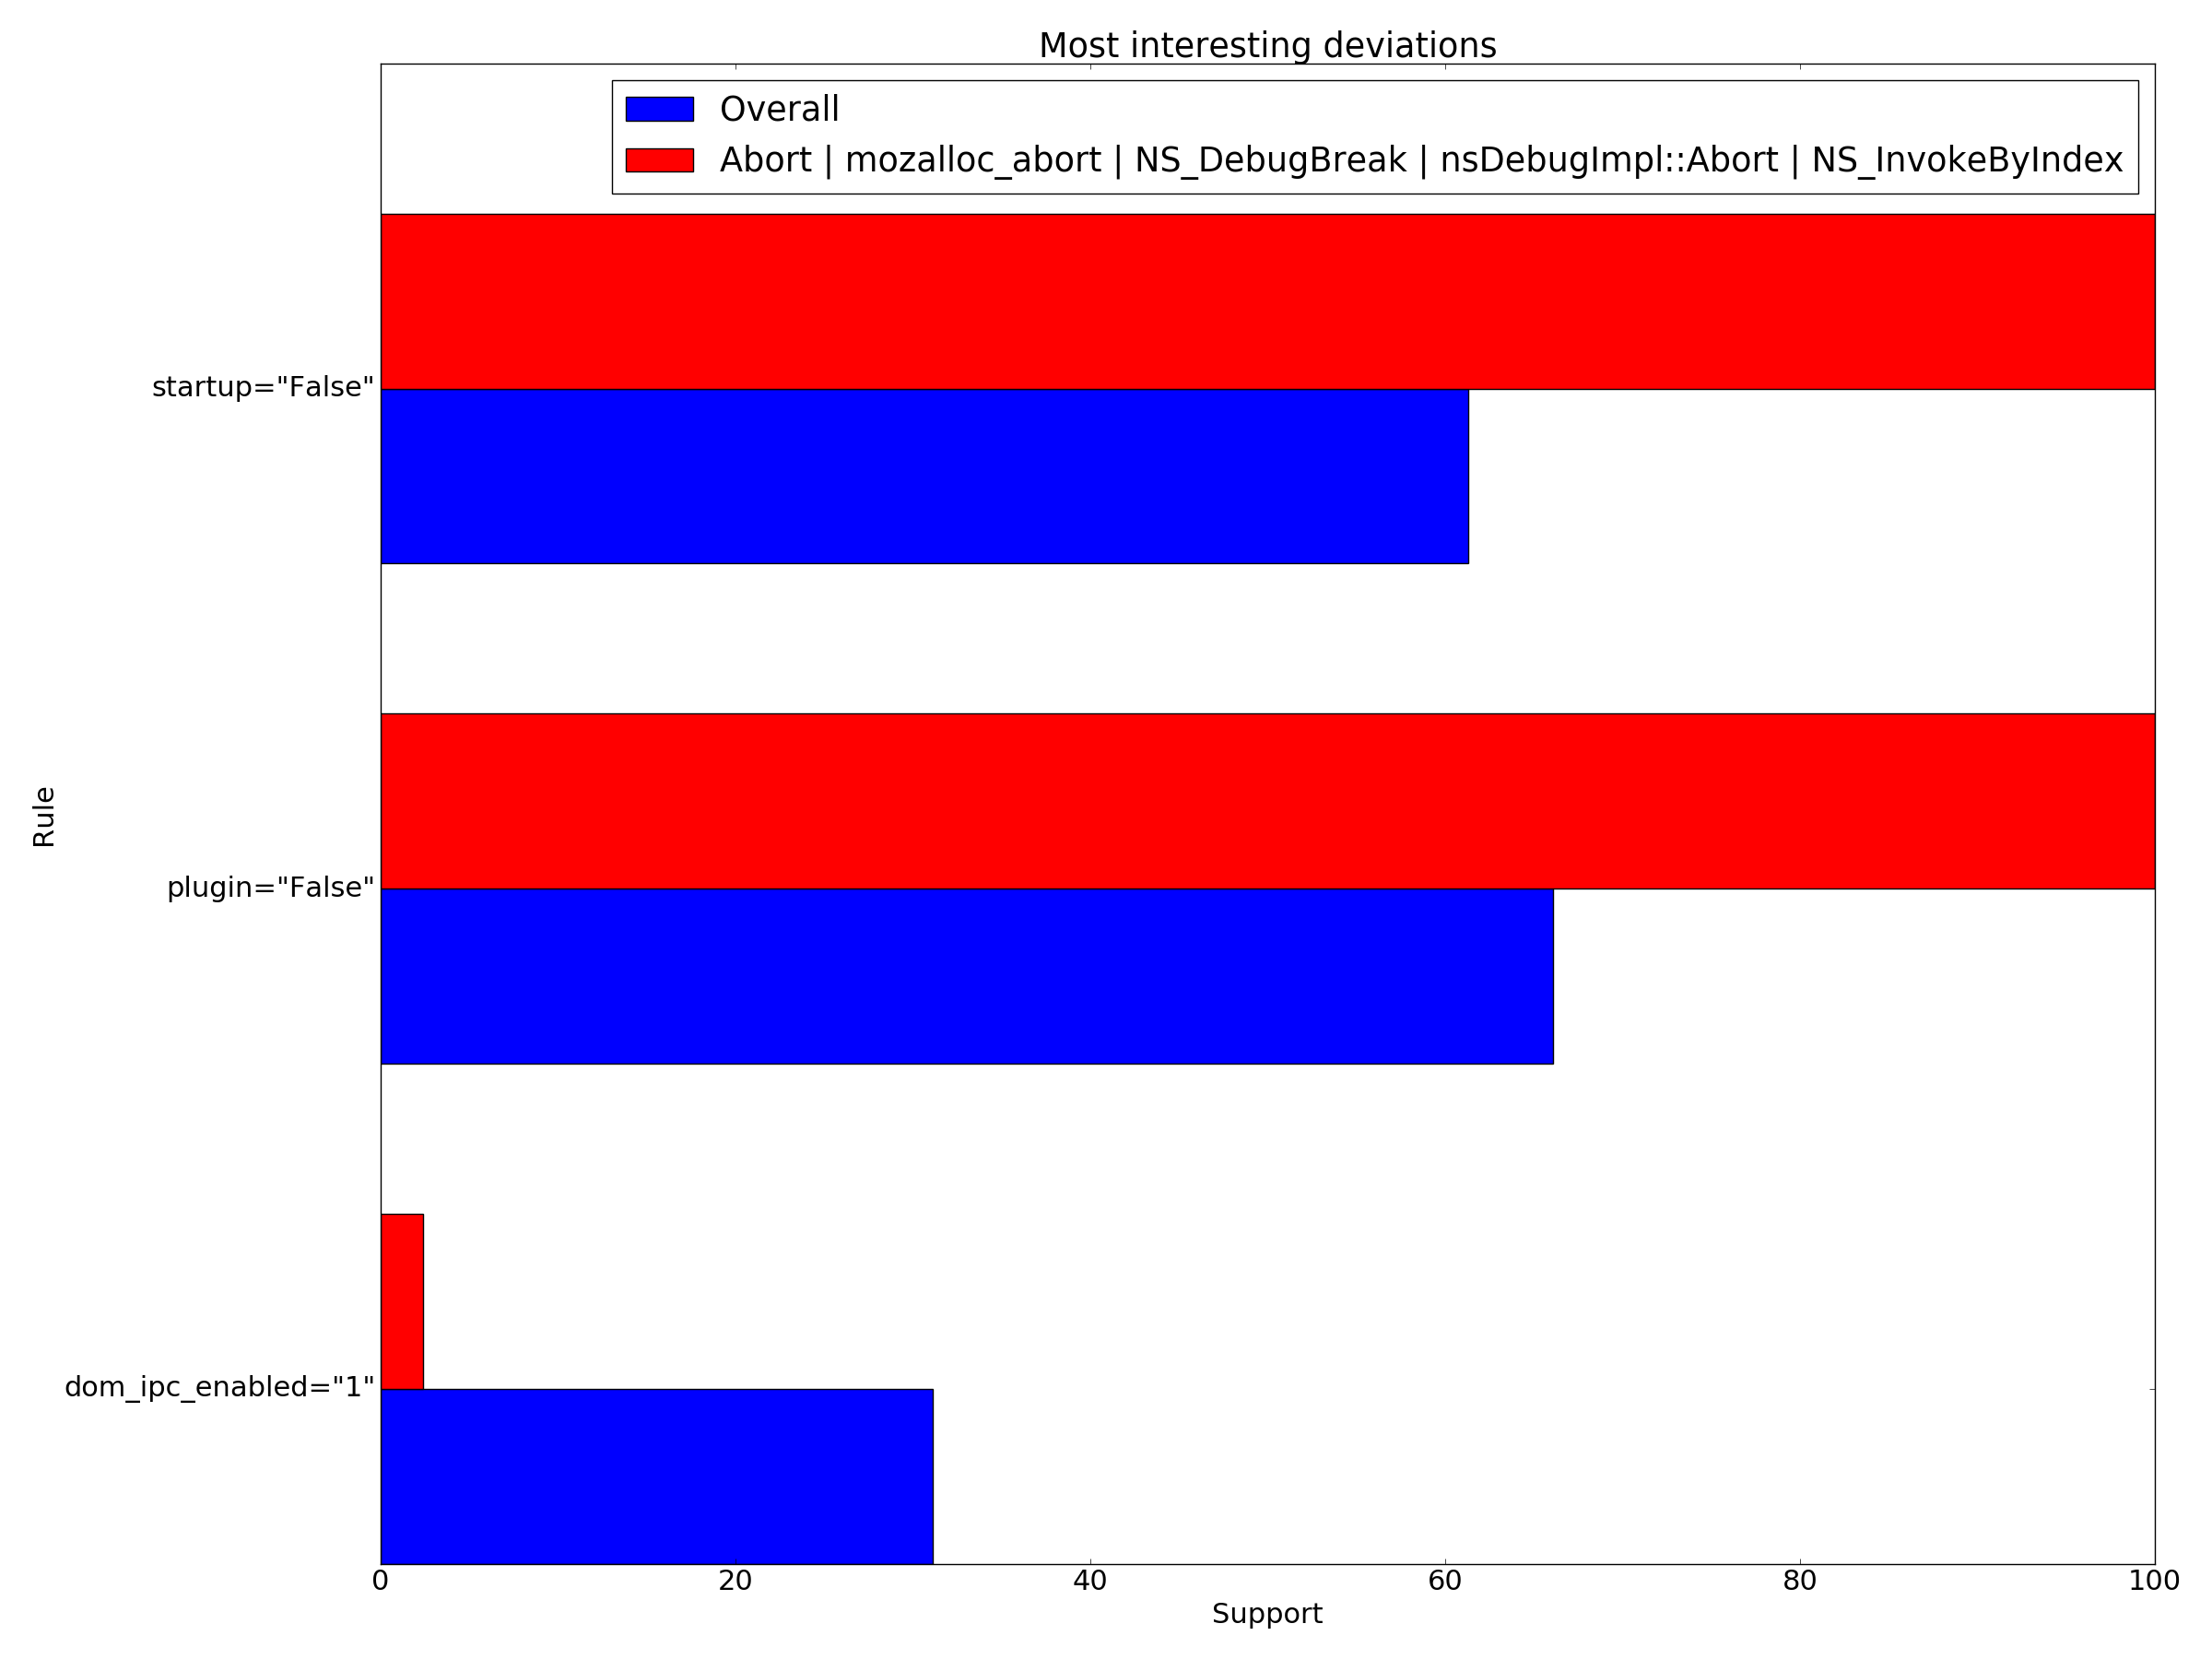 Most interesting deviations
Overall
Abort | mozalloc_abort | NS_DebugBreak | nsDebugImpl::Abort | NS_InvokeByIndex
startup="False"
plugin="False"
dom_ipc_enabled="1"
Rule
0 20 40 60 80 100
Support